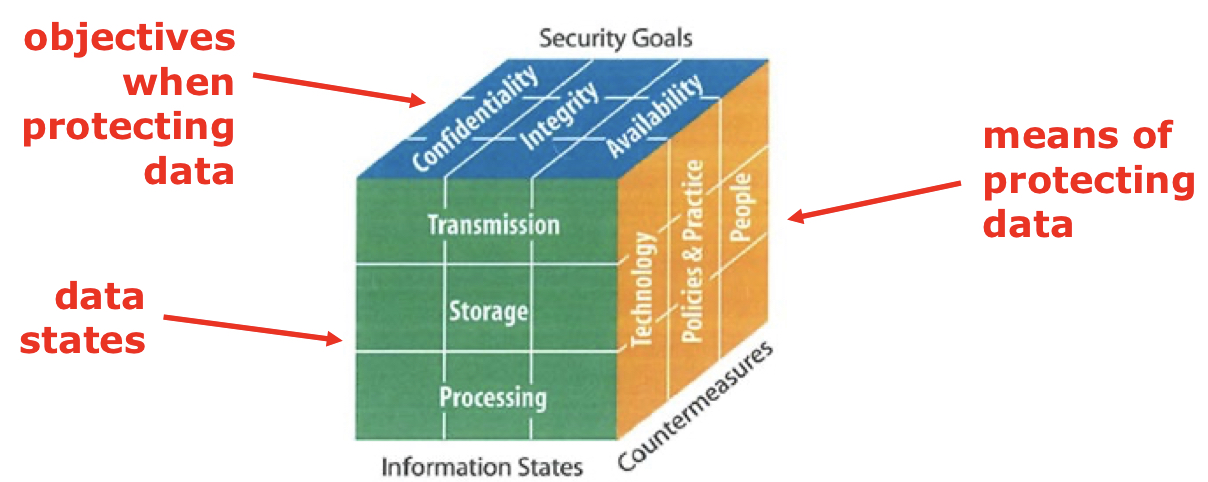 objectives
when
protecting
data
Security Goals
Confidentiality
Integrity
Availability
means of
protecting
data
Transmission
Storage
Processing
Technology
Policies & Practice
People
data
states
Information States
Countermeasures